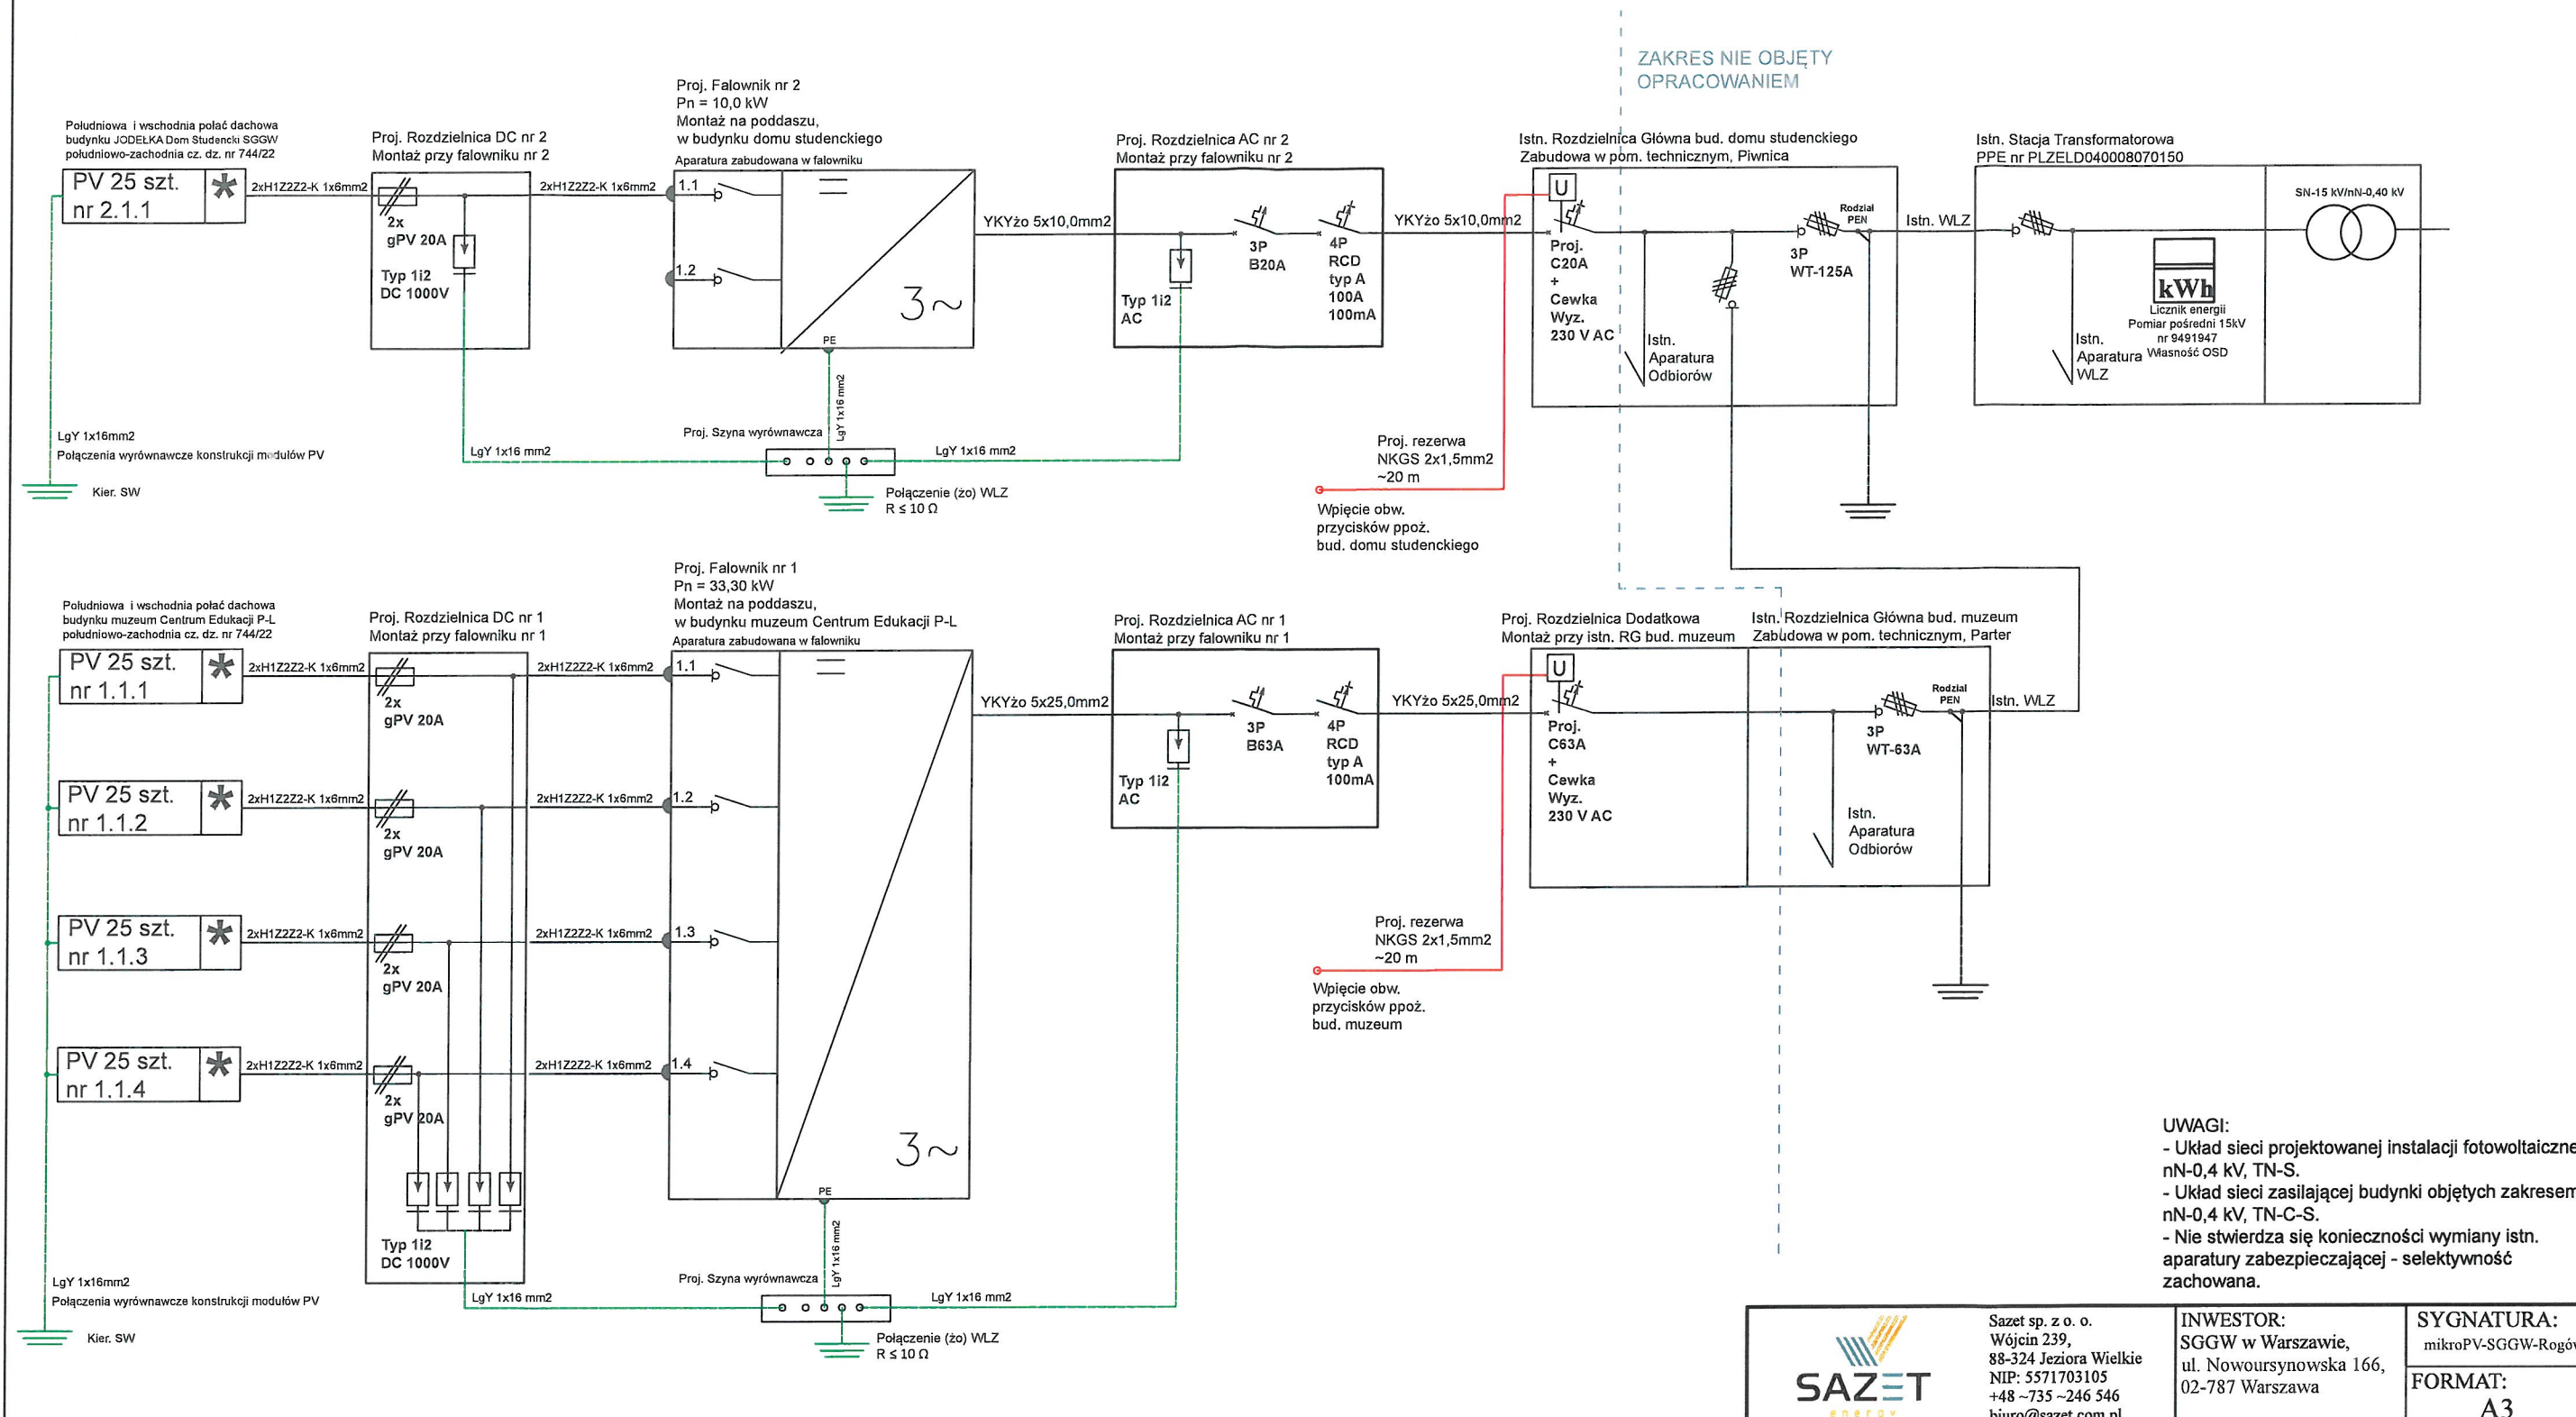 ZAKRES NIE OBJĘTY
OPRACOWANIEM
Południowa i wschodnia połać dachowa
budynku JODEŁKA Dom Studencki SGGW
południowo-zachodnia cz. dz. nr 744/22
PV 25 szt.
nr 2.1.1
2xH1Z2Z2-K 1x6mm2
Proj. Rozdzielnica DC nr 2
Montaż przy falowniku nr 2
2x
gPV 20A
Typ 1i2
DC 1000V
2xH1Z2Z2-K 1x6mm2
Proj. Falownik nr 2
Pn = 10,0 kW
Montaż na poddaszu,
w budynku domu studenckiego
Aparatura zabudowana w falowniku
1.1
1.2
3~
PE
YKYżo 5x10,0mm2
Proj. Rozdzielnica AC nr 2
Montaż przy falowniku nr 2
Typ 1i2
AC
3P
B20A
4P
RCD
typ A
100A
100mA
YKYżo 5x10,0mm2
Istn. Rozdzielnica Główna bud. domu studenckiego
Zabudowa w pom. technicznym, Piwnica
U
Proj.
C20A
+
Cewka
Wyz.
230 V AC
Istn.
Aparatura
Odbiorów
3P
WT-125A
Rodział
PEN
Istn. WLZ
Istn. Stacja Transformatorowa
PPE nr PLZELD040008070150
Istn.
Aparatura
WLZ
kWh
Licznik energii
Pomiar pośredni 15kV
nr 9491947
Własność OSD
SN-15 kV/nN-0,40 kV
LgY 1x16mm2
Połączenia wyrównawcze konstrukcji modułów PV
Kier. SW
LgY 1x16 mm2
Proj. Szyna wyrównawcza
LgY 1x16 mm2
LgY 1x16 mm2
Połączenie (żo) WLZ
R ≤ 10 Ω
Proj. rezerwa
NKGS 2x1,5mm2
~20 m
Wpięcie obw.
przycisków ppoż.
bud. domu studenckiego
Południowa i wschodnia połać dachowa
budynku muzeum Centrum Edukacji P-L
południowo-zachodnia cz. dz. nr 744/22
PV 25 szt.
nr 1.1.1
2xH1Z2Z2-K 1x6mm2
PV 25 szt.
nr 1.1.2
2xH1Z2Z2-K 1x6mm2
PV 25 szt.
nr 1.1.3
2xH1Z2Z2-K 1x6mm2
PV 25 szt.
nr 1.1.4
2xH1Z2Z2-K 1x6mm2
Proj. Rozdzielnica DC nr 1
Montaż przy falowniku nr 1
2x
gPV 20A
2x
gPV 20A
2x
gPV 20A
2x
gPV 20A
Typ 1i2
DC 1000V
2xH1Z2Z2-K 1x6mm2
2xH1Z2Z2-K 1x6mm2
2xH1Z2Z2-K 1x6mm2
2xH1Z2Z2-K 1x6mm2
Proj. Falownik nr 1
Pn = 33,30 kW
Montaż na poddaszu,
w budynku muzeum Centrum Edukacji P-L
Aparatura zabudowana w falowniku
1.1
1.2
1.3
1.4
3~
PE
YKYżo 5x25,0mm2
Proj. Rozdzielnica AC nr 1
Montaż przy falowniku nr 1
Typ 1i2
AC
3P
B63A
4P
RCD
typ A
100mA
YKYżo 5x25,0mm2
Proj. Rozdzielnica Dodatkowa
Montaż przy istn. RG bud. muzeum
U
Proj.
C63A
+
Cewka
Wyz.
230 V AC
Istn. Rozdzielnica Główna bud. muzeum
Zabudowa w pom. technicznym, Parter
Istn.
Aparatura
Odbiorów
3P
WT-63A
Rodział
PEN
Istn. WLZ
Proj. rezerwa
NKGS 2x1,5mm2
~20 m
Wpięcie obw.
przycisków ppoż.
bud. muzeum
LgY 1x16mm2
Połączenia wyrównawcze konstrukcji modułów PV
Kier. SW
LgY 1x16 mm2
Proj. Szyna wyrównawcza
LgY 1x16 mm2
LgY 1x16 mm2
Połączenie (żo) WLZ
R ≤ 10 Ω
UWAGI:
- Układ sieci projektowanej instalacji fotowoltaiczne
nN-0,4 kV, TN-S.
- Układ sieci zasilającej budynki objętych zakresem
nN-0,4 kV, TN-C-S.
- Nie stwierdza się konieczności wymiany istn.
aparatury zabezpieczającej - selektywność
zachowana.
SAZET
energy
Sazet sp. z o. o.
Wójcin 239,
88-324 Jeziora Wielkie
NIP: 5571703105
+48 ~735 ~246 546
biuro@sazet.com.pl
INWESTOR:
SGGW w Warszawie,
ul. Nowoursynowska 166,
02-787 Warszawa
SYGNATURA:
mikroPV-SGGW-Rogów
FORMAT:
A3